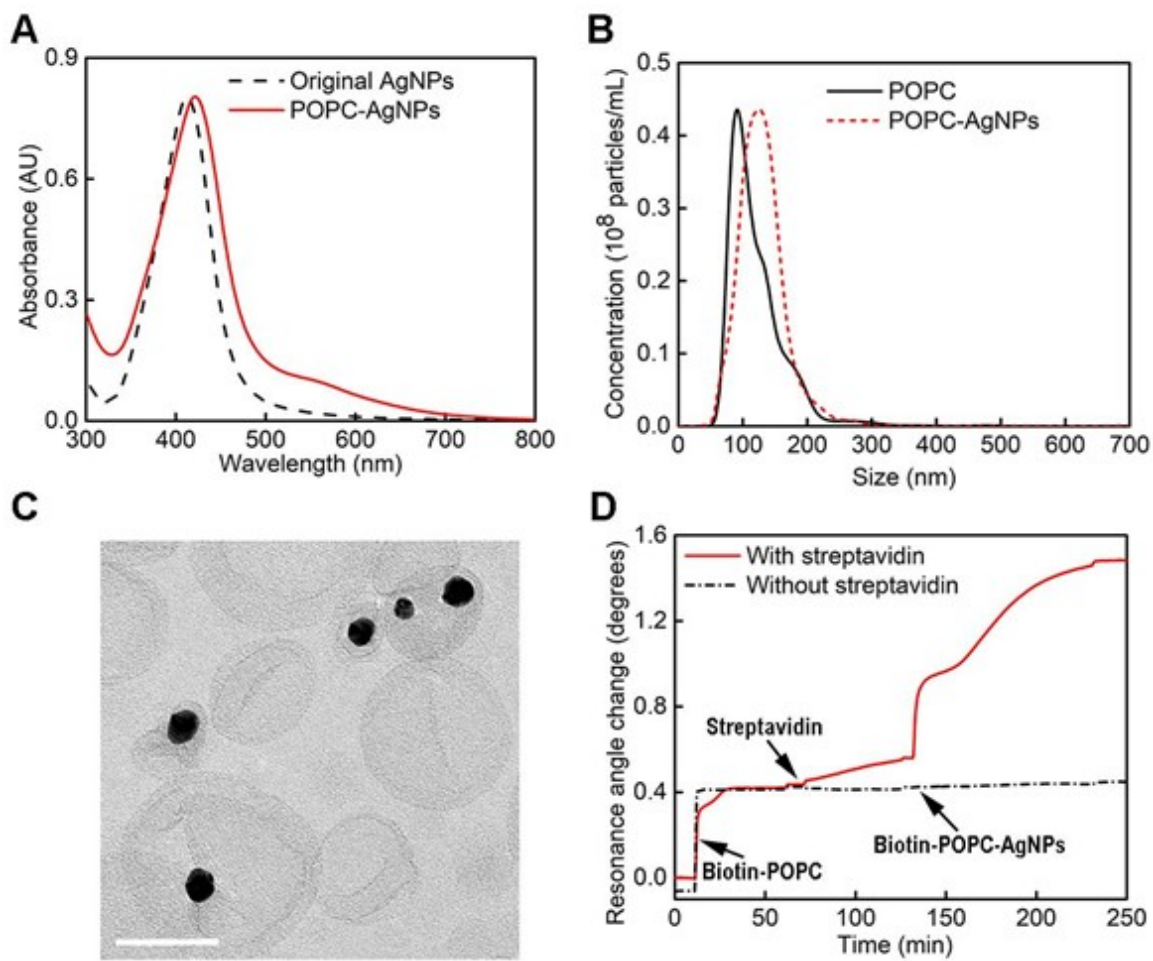 A
0.9
0.6
0.3
0.0
Absorbance (AU)
Original AgNPs
POPC-AgNPs
300 400 500 600 700 800
Wavelength (nm)
B
0.5
0.4
0.3
0.2
0.1
0.0
Concentration (10⁸ particles/mL)
POPC
POPC-AgNPs
0 100 200 300 400 500 600 700
Size (nm)
C
D
1.6
1.2
0.8
0.4
0.0
Resonance angle change (degrees)
With streptavidin
Without streptavidin
Streptavidin
Biotin-POPC-AgNPs
Biotin-POPC
0 50 100 150 200 250
Time (min)